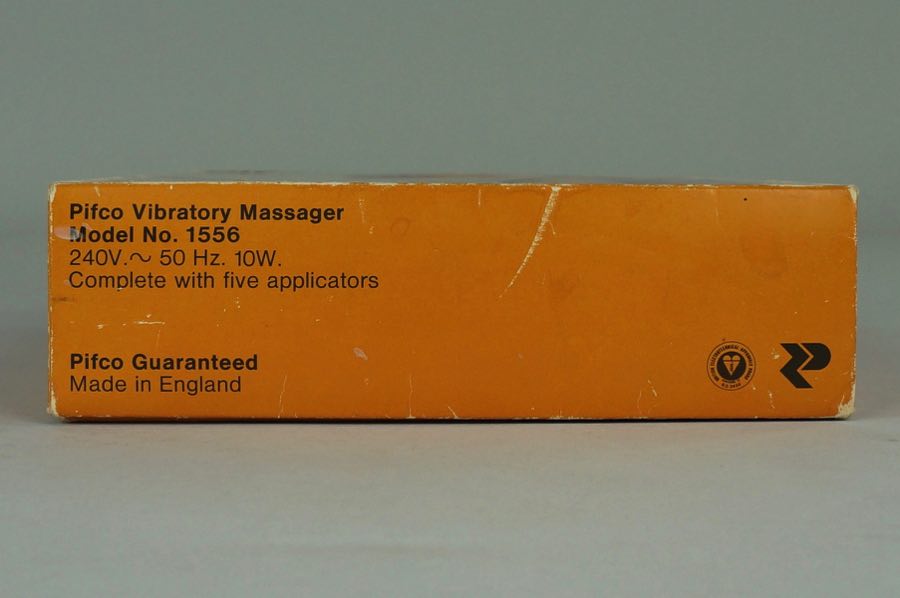 Pifco Vibratory Massager
Model No. 1556
240V.~ 50 Hz. 10W.
Complete with five applicators
Pifco Guaranteed
Made in England